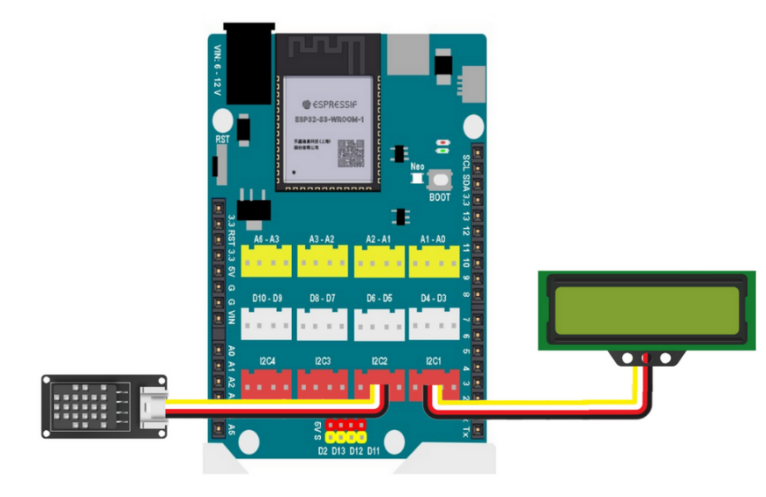 VIN: 6 - 12 V
ESPRESSIF
ESP32-S3-WROOM-1
RST
Neo
BOOT
SCL SDA 3.3 13 12 11 10 9 8
7 6 5 4 3 2
TX
3.3 RST 3.3 5V G G VIN
A0 A1 A2
A5
A6 - A3 A3 - A2 A2 - A1 A1 - A0
D10 - D9 D8 - D7 D6 - D5 D4 - D3
I2C4 I2C3 I2C2 I2C1
5V S
D2 D13 D12 D11